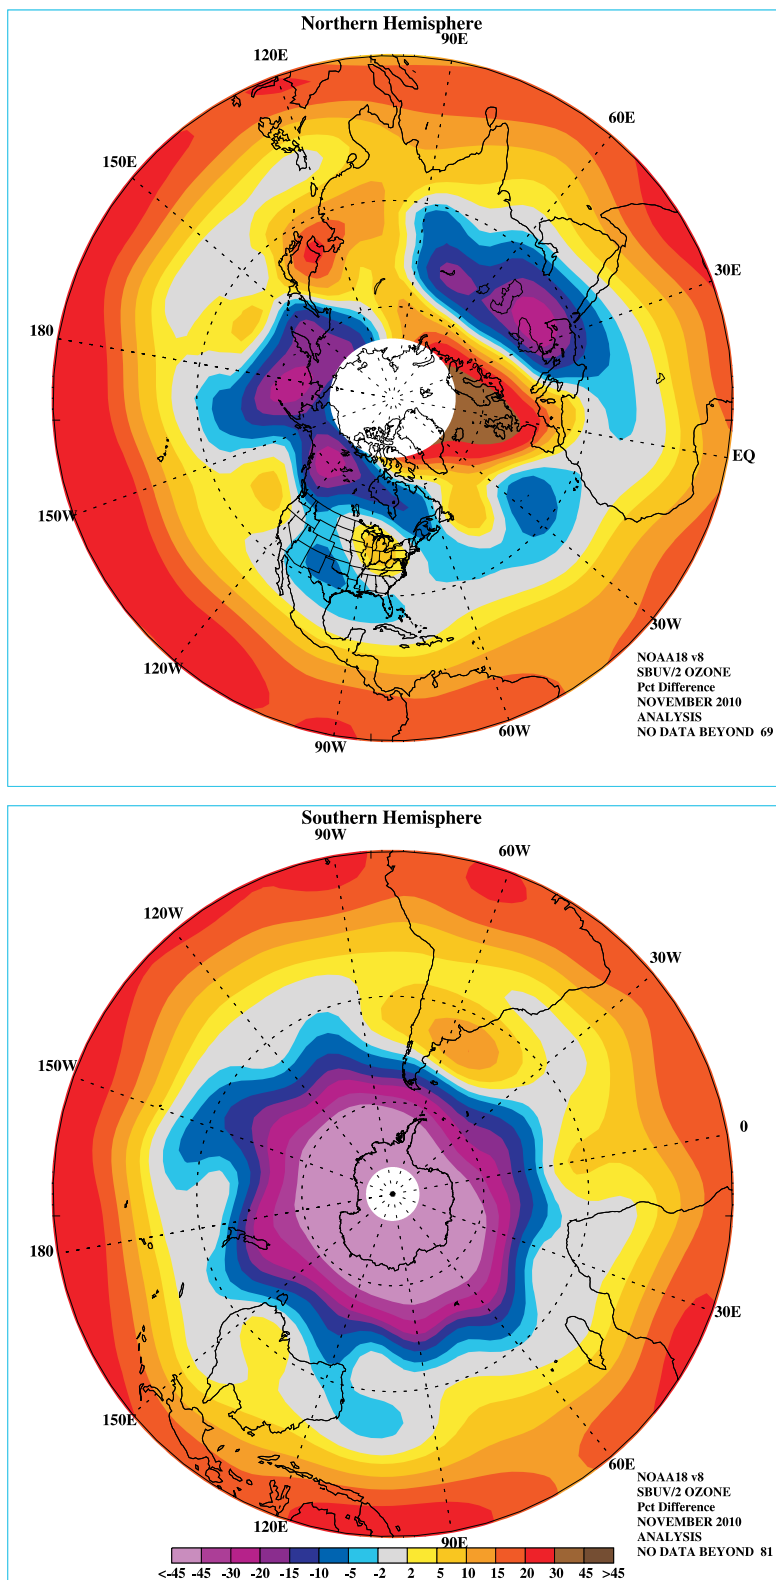 Northern Hemisphere
90E
120E
60E
150E
30E
180
EQ
150W
30W
120W
60W
90W
NOAA18 v8
SBUV/2 OZONE
Pct Difference
NOVEMBER 2010
ANALYSIS
NO DATA BEYOND 69
Southern Hemisphere
90W
60W
120W
30W
150W
0
180
30E
150E
60E
120E
90E
NOAA18 v8
SBUV/2 OZONE
Pct Difference
NOVEMBER 2010
ANALYSIS
NO DATA BEYOND 81
<-45 -45 -30 -20 -15 -10 -5 -2 2 5 10 15 20 30 45 >45